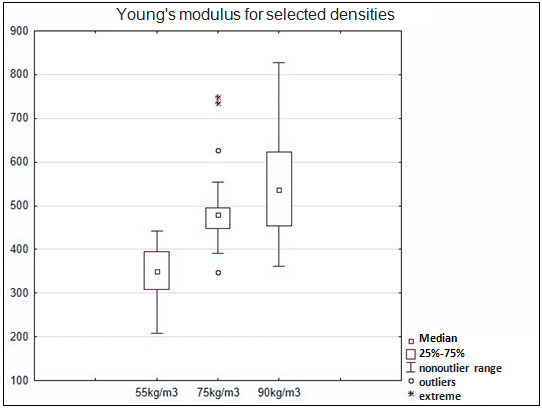 Young's modulus for selected densities
900
800
700
600
500
400
300
200
100
55kg/m3 75kg/m3 90kg/m3
Median
25%-75%
nonoutlier range
outliers
extreme